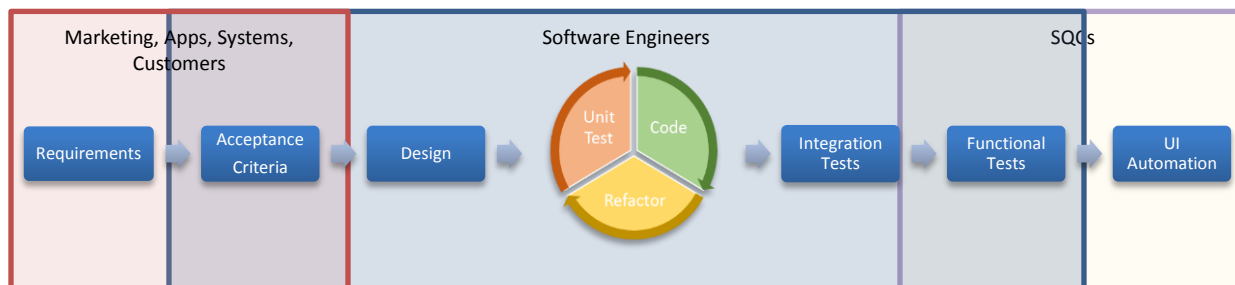 Marketing, Apps, Systems,
Customers
Software Engineers
SQCs
Requirements
Acceptance
Criteria
Design
Unit
Test
Code
Refactor
Integration
Tests
Functional
Tests
UI
Automation